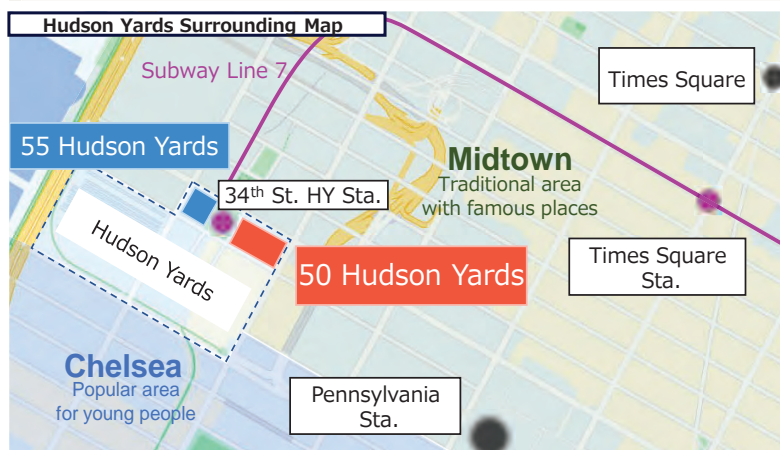 Hudson Yards Surrounding Map
Subway Line 7
Times Square
55 Hudson Yards
Midtown
Traditional area
with famous places
34th St. HY Sta.
Hudson Yards
50 Hudson Yards
Times Square
Sta.
Chelsea
Popular area
for young people
Pennsylvania
Sta.